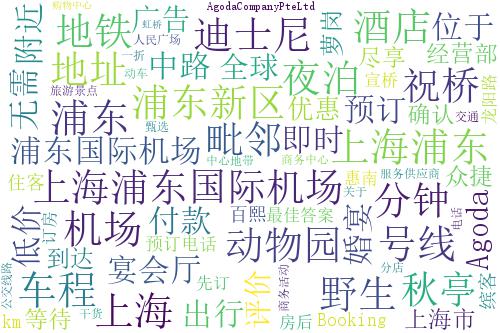 购物中心
AgodaCompanyPteLtd
虹桥
人民广场
一折
动车
旅游景点
无需
附近
地铁
广告
迪士尼
萝岗
酒店
位于
地址
中路
全球
夜泊
尽享
宣桥
经营部
祝桥
龙阳路
浦东
浦东新区
优惠
预订
确认
交通
甄选
浦东国际机场
毗邻
即时
上海浦东
住客
上海浦东国际机场
中心地带
商务中心
关于
惠南
服务供应商
众捷
分钟
电话
低价
订房
机场
付款
百熙
最佳答案
婚宴
号线
Agoda
到达
预订电话
动物园
先订
分店
公交线路
车程
宴会厅
评价
野生
商务活动
秋亭
缤客
km
等待
干货
上海
出行
房后
Booking
上海市